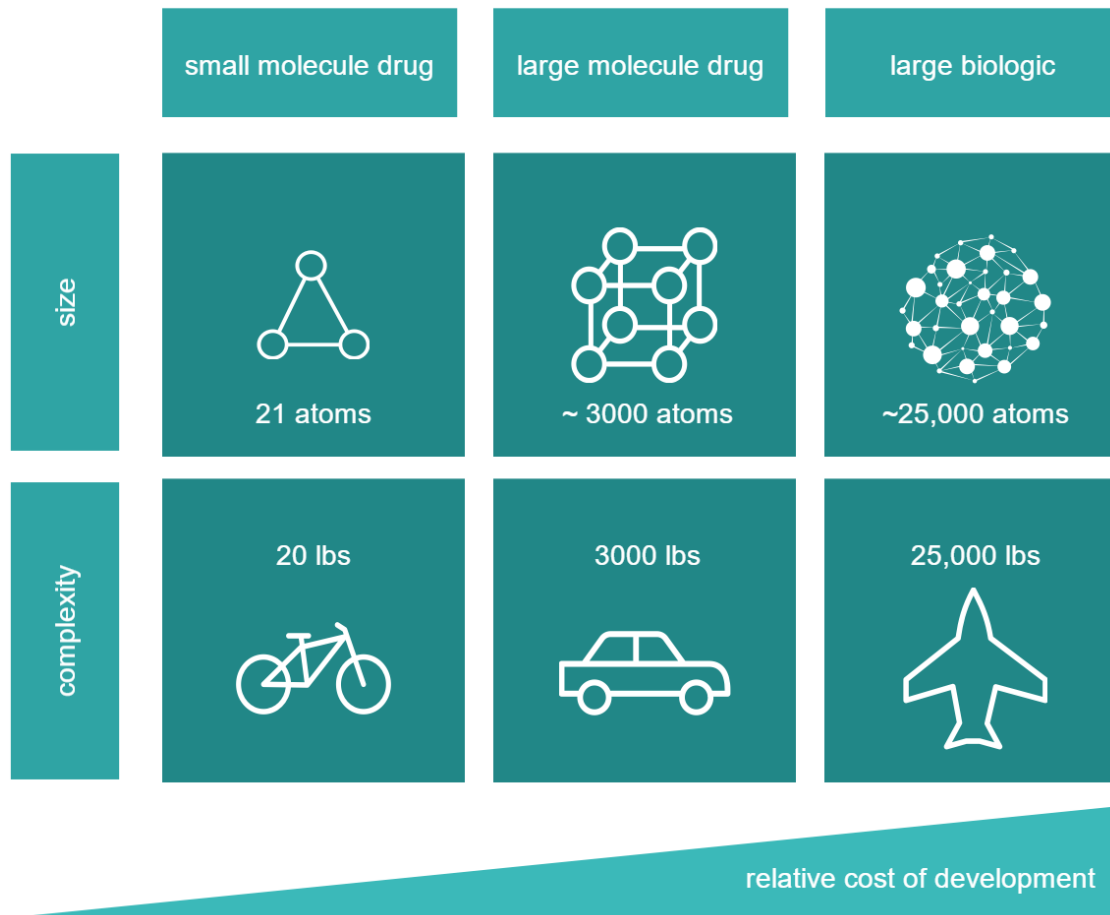 small molecule drug
large molecule drug
large biologic
size
21 atoms
~ 3000 atoms
~25,000 atoms
complexity
20 lbs
3000 lbs
25,000 lbs
relative cost of development